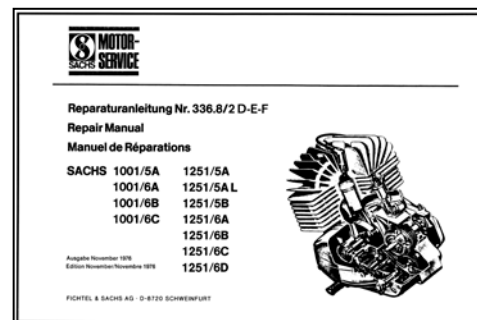 SACHS
MOTOR-
SERVICE
Reparaturanleitung Nr. 336.8/2 D-E-F
Repair Manual
Manuel de Réparations
SACHS 1001/5A 1251/5A
1001/6A 1251/5AL
1001/6B 1251/5B
1001/6C 1251/6A
1251/6B
1251/6C
1251/6D
Ausgabe November 1976
Edition November/Novembre 1976
FICHTEL & SACHS AG · D-8720 SCHWEINFURT